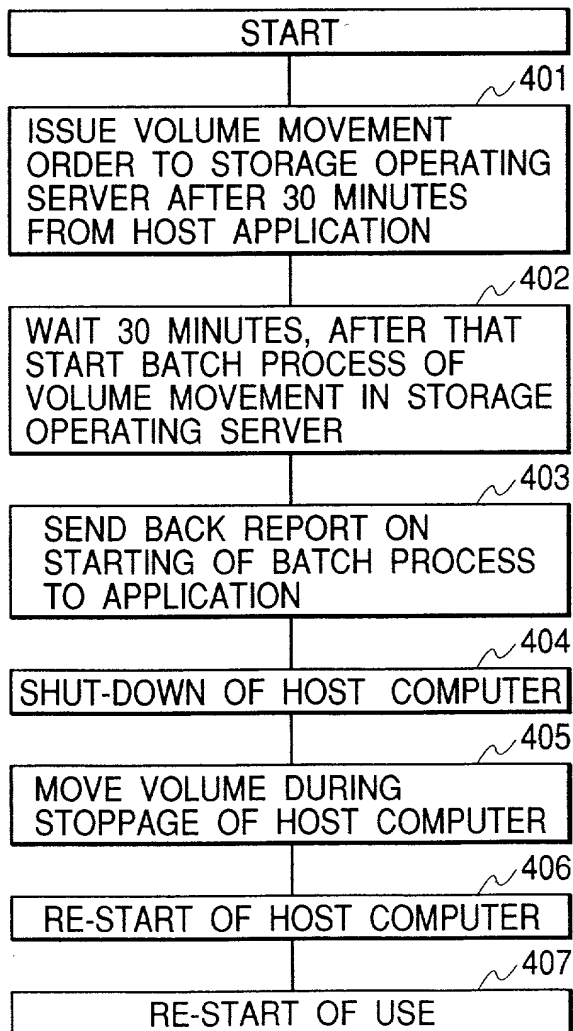 START
401
ISSUE VOLUME MOVEMENT
ORDER TO STORAGE OPERATING
SERVER AFTER 30 MINUTES
FROM HOST APPLICATION
402
WAIT 30 MINUTES, AFTER THAT
START BATCH PROCESS OF
VOLUME MOVEMENT IN STORAGE
OPERATING SERVER
403
SEND BACK REPORT ON
STARTING OF BATCH PROCESS
TO APPLICATION
404
SHUT-DOWN OF HOST COMPUTER
405
MOVE VOLUME DURING
STOPPAGE OF HOST COMPUTER
406
RE-START OF HOST COMPUTER
407
RE-START OF USE